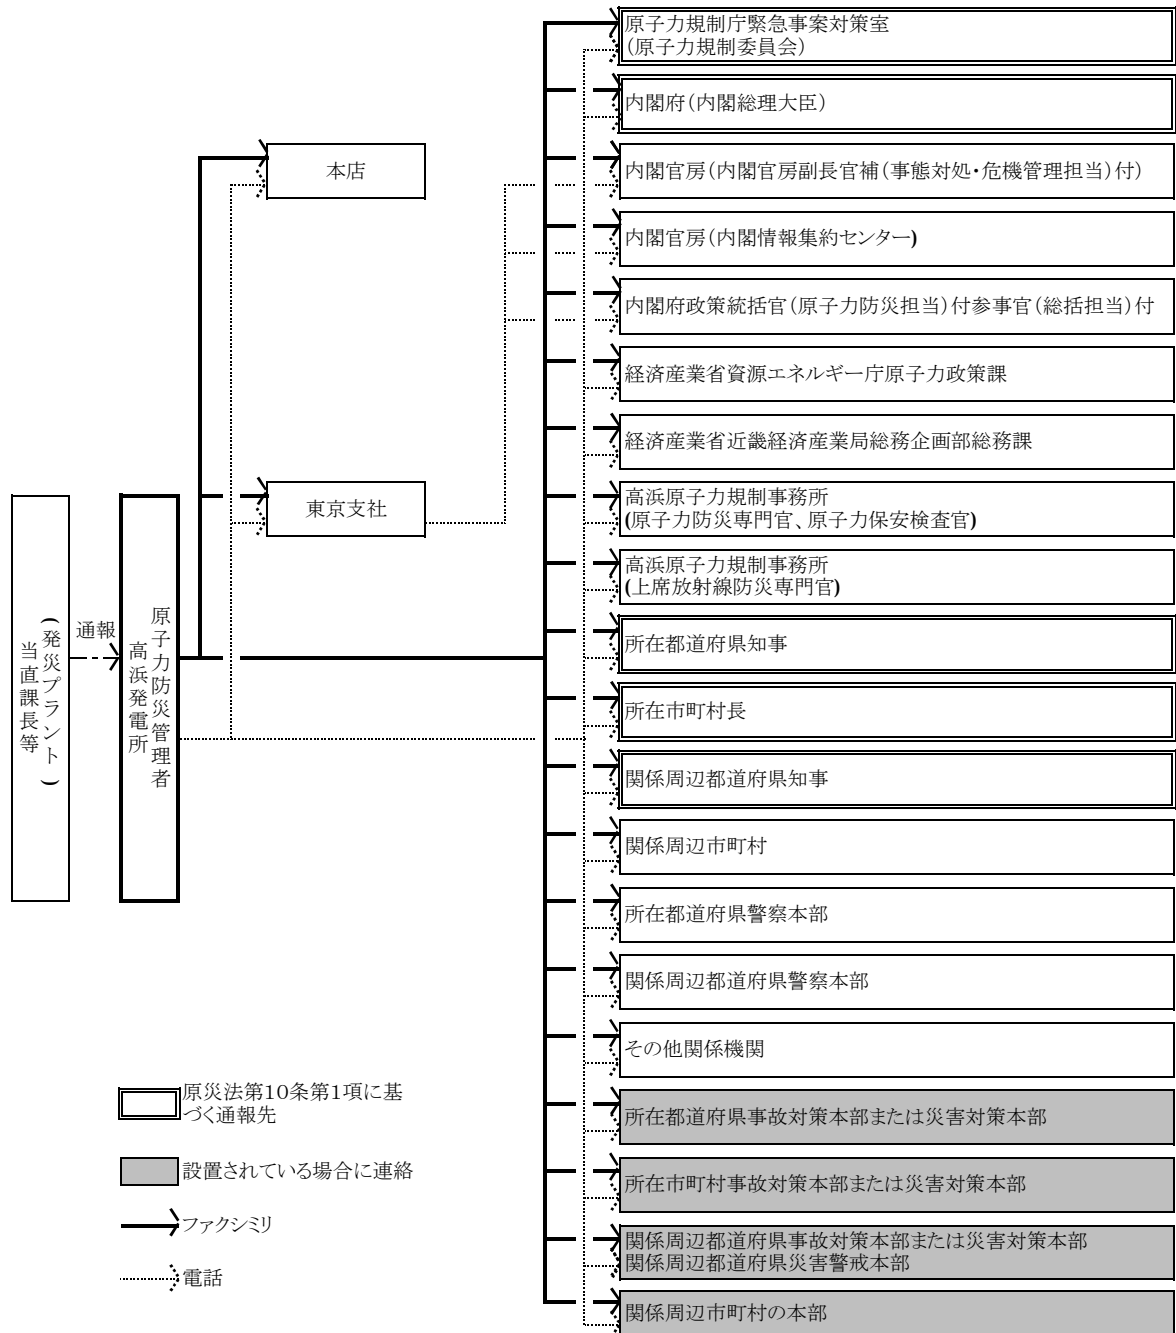 原子力規制庁緊急事案対策室
（原子力規制委員会）
内閣府（内閣総理大臣）
本店
内閣官房（内閣官房副長官補（事態対処・危機管理担当）付）
内閣官房（内閣情報集約センター)
内閣府政策統括官（原子力防災担当）付参事官（総括担当）付
経済産業省資源エネルギー庁原子力政策課
経済産業省近畿経済産業局総務企画部総務課
東京支社
高浜原子力規制事務所
(原子力防災専門官、原子力保安検査官)
高浜原子力規制事務所
(上席放射線防災専門官)
（発災プラント）
当直課長等
通報
原子力防災管理者
高浜発電所
所在都道府県知事
所在市町村長
関係周辺都道府県知事
関係周辺市町村
所在都道府県警察本部
関係周辺都道府県警察本部
その他関係機関
所在都道府県事故対策本部または災害対策本部
所在市町村事故対策本部または災害対策本部
関係周辺都道府県事故対策本部または災害対策本部
関係周辺都道府県災害警戒本部
関係周辺市町村の本部
原災法第10条第1項に基
づく通報先
設置されている場合に連絡
ファクシミリ
電話